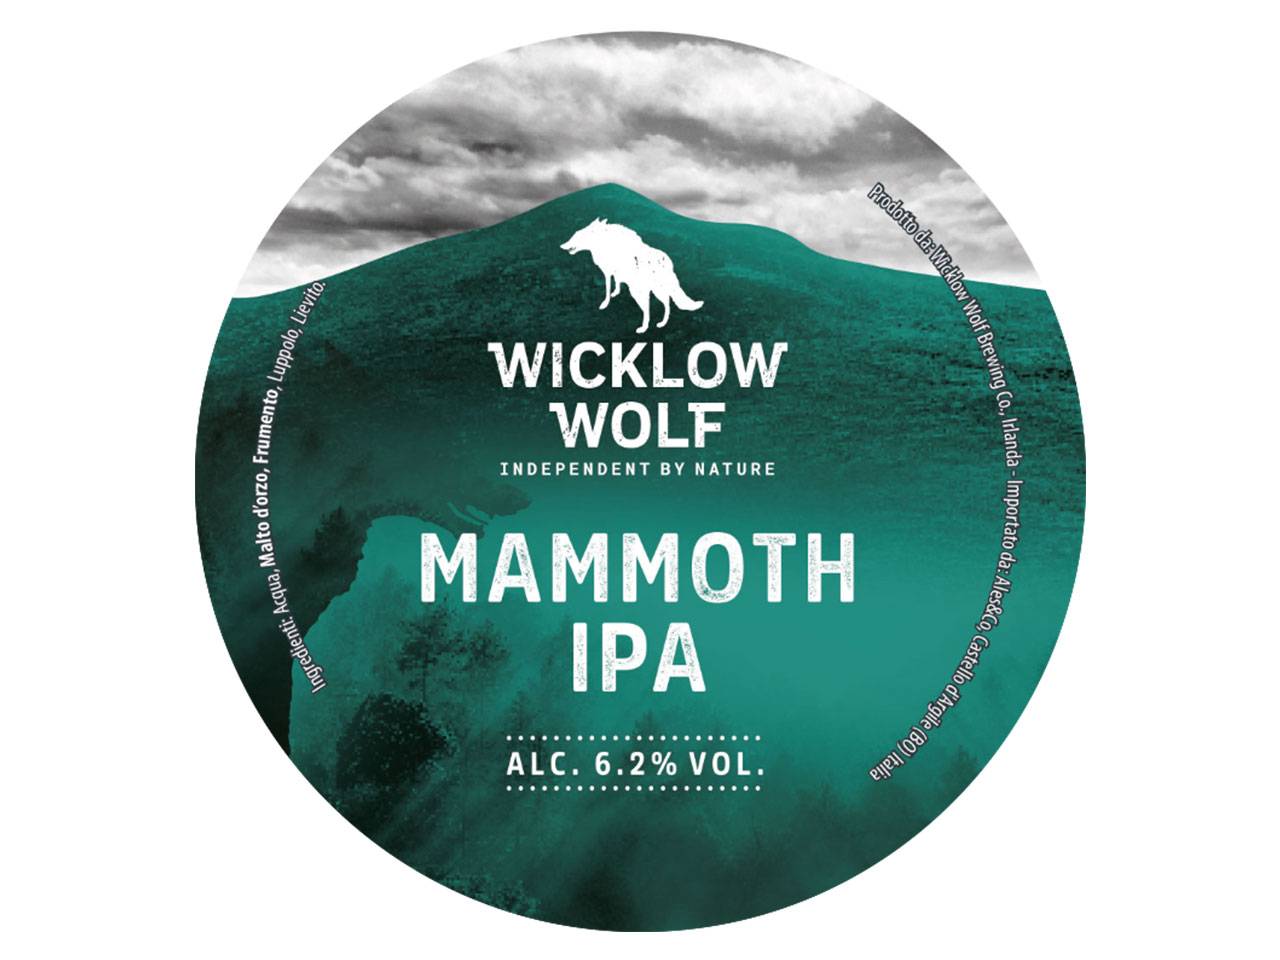 WICKLOW
WOLF
INDEPENDENT BY NATURE
MAMMOTH
IPA
ALC. 6.2% VOL.
Ingredienti: Acqua, Malto d'orzo, Frumento, Luppolo, Lievito.
Prodotto da: Wicklow Wolf Brewing Co., Irlanda - Importato da: Ales&Co, Castello d'Argile (BO) Italia